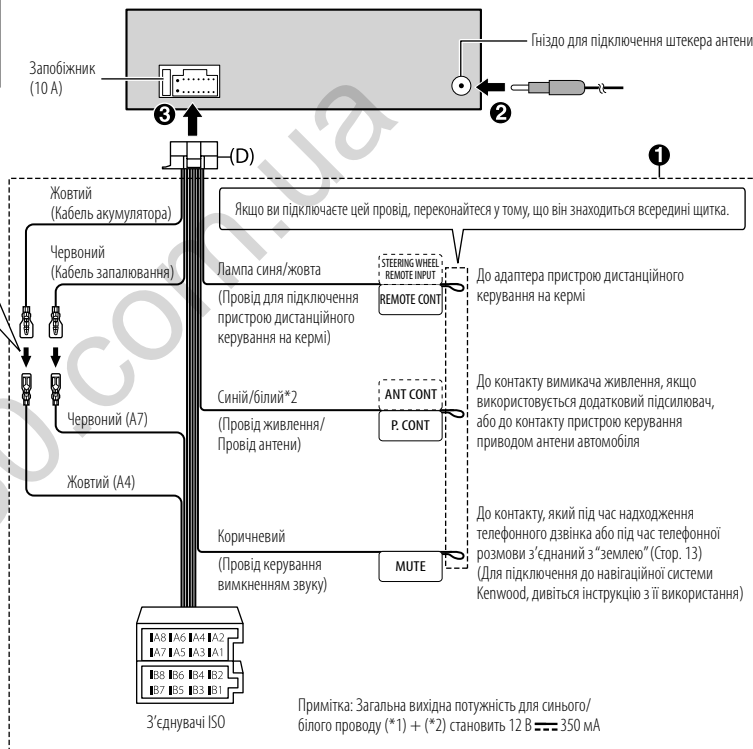 Гніздо для підключення штекера антени
Запобіжник
(10 А)
❸
❷
(D)
❶
Жовтий
(Кабель акумулятора)
Якщо ви підключаєте цей провід, переконайтеся у тому, що він знаходиться всередині щитка.
Червоний
(Кабель запалювання)
Лампа синя/жовта
(Провід для підключення
пристрою дистанційного
керування на кермі)
STEERING WHEEL
REMOTE INPUT
REMOTE CONT
До адаптера пристрою дистанційного
керування на кермі
Синій/білий*2
(Провід живлення/
Провід антени)
ANT CONT
P. CONT
До контакту вимикача живлення, якщо
використовується додатковий підсилювач,
або до контакту пристрою керування
приводом антени автомобіля
Червоний (A7)
Жовтий (A4)
Коричневий
(Провід керування
вимкненням звуку)
MUTE
До контакту, який під час надходження
телефонного дзвінка або під час телефонної
розмови з’єднаний з “землею” (Стор. 13)
(Для підключення до навігаційної системи
Kenwood, дивіться інструкцію з її використання)
A8 A6 A4 A2
A7 A5 A3 A1
B8 B6 B4 B2
B7 B5 B3 B1
З’єднувачі ISO
Примітка: Загальна вихідна потужність для синього/
білого проводу (*1) + (*2) становить 12 В ⎓ 350 мА
o.com.ua